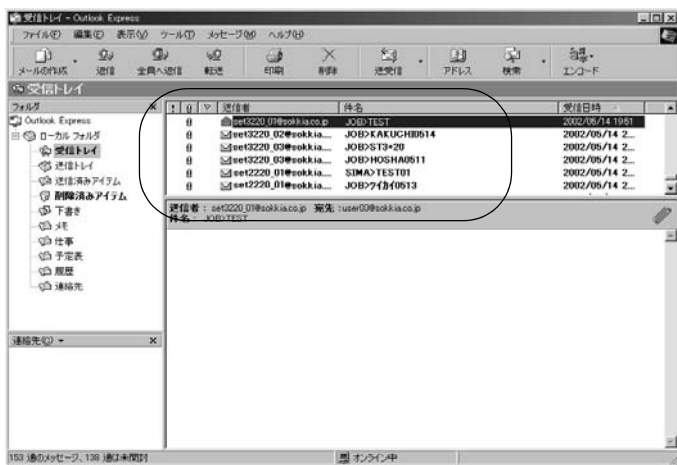 受信トレイ - Outlook Express
ファイル(F) 編集(E) 表示(V) ツール(T) メッセージ(M) ヘルプ(H)
メールの作成 返信 全員へ返信 転送 印刷 削除 送受信 アドレス 検索 エンコード
受信トレイ
フォルダ
! 送信者 件名 受信日時
Outlook Express
ローカル フォルダ
受信トレイ
送信トレイ
送信済みアイテム
削除済みアイテム
下書き
メモ
仕事
予定表
履歴
連絡先
set3220_01@sokkia.co.jp JOB>TEST 2002/05/14 1951
set3220_02@sokkia.... JOB>KAKUCHI0514 2002/05/14 2...
set3220_03@sokkia.... JOB>ST3*20 2002/05/14 2...
set3220_03@sokkia.... JOB>HOSHA0511 2002/05/14 2...
set2220_01@sokkia.... SIMA>TEST01 2002/05/14 2...
set2220_01@sokkia.... 2002/05/14 2...
送信者: set3220_01@sokkia.co.jp 宛先:user03@sokkia.co.jp
件名: JOB>TEST
連絡先(C)
153 通のメッセージ、138 通は未開封
オンライン中